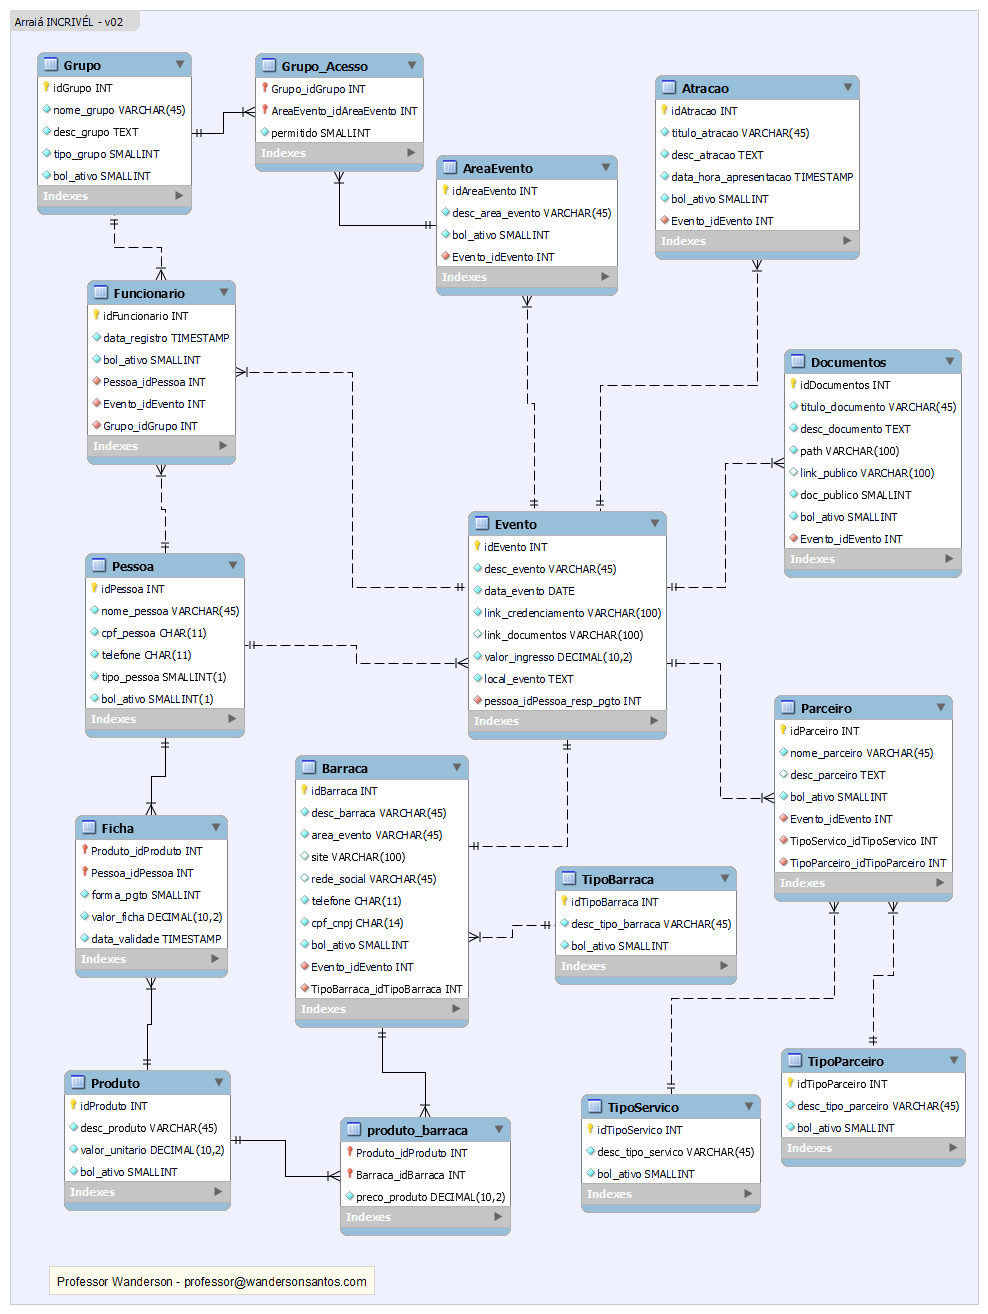 Arraiá INCRIVÉL - v02
Grupo
idGrupo INT
nome_grupo VARCHAR(45)
desc_grupo TEXT
tipo_grupo SMALLINT
bol_ativo SMALLINT
Indexes
Grupo_Acesso
Grupo_idGrupo INT
AreaEvento_idAreaEvento INT
permitido SMALLINT
Indexes
AreaEvento
idAreaEvento INT
desc_area_evento VARCHAR(45)
bol_ativo SMALLINT
Evento_idEvento INT
Indexes
Atracao
idAtracao INT
titulo_atracao VARCHAR(45)
desc_atracao TEXT
data_hora_apresentacao TIMESTAMP
bol_ativo SMALLINT
Evento_idEvento INT
Indexes
Funcionario
idFuncionario INT
data_registro TIMESTAMP
bol_ativo SMALLINT
Pessoa_idPessoa INT
Evento_idEvento INT
Grupo_idGrupo INT
Indexes
Documentos
idDocumentos INT
titulo_documento VARCHAR(45)
desc_documento TEXT
path VARCHAR(100)
link_publico VARCHAR(100)
doc_publico SMALLINT
bol_ativo SMALLINT
Evento_idEvento INT
Indexes
Evento
idEvento INT
desc_evento VARCHAR(45)
data_evento DATE
link_credenciamento VARCHAR(100)
link_documentos VARCHAR(100)
valor_ingresso DECIMAL(10,2)
local_evento TEXT
pessoa_idPessoa_resp_pgto INT
Indexes
Pessoa
idPessoa INT
nome_pessoa VARCHAR(45)
cpf_pessoa CHAR(11)
telefone CHAR(11)
tipo_pessoa SMALLINT(1)
bol_ativo SMALLINT(1)
Indexes
Parceiro
idParceiro INT
nome_parceiro VARCHAR(45)
desc_parceiro TEXT
bol_ativo SMALLINT
Evento_idEvento INT
TipoServico_idTipoServico INT
TipoParceiro_idTipoParceiro INT
Indexes
Barraca
idBarraca INT
desc_barraca VARCHAR(45)
area_evento VARCHAR(45)
site VARCHAR(100)
rede_social VARCHAR(45)
telefone CHAR(11)
cpf_cnpj CHAR(14)
bol_ativo SMALLINT
Evento_idEvento INT
TipoBarraca_idTipoBarraca INT
Indexes
Ficha
Produto_idProduto INT
Pessoa_idPessoa INT
forma_pgto SMALLINT
valor_ficha DECIMAL(10,2)
data_validade TIMESTAMP
Indexes
TipoBarraca
idTipoBarraca INT
desc_tipo_barraca VARCHAR(45)
bol_ativo SMALLINT
Indexes
Produto
idProduto INT
desc_produto VARCHAR(45)
valor_unitario DECIMAL(10,2)
bol_ativo SMALLINT
Indexes
produto_barraca
Produto_idProduto INT
Barraca_idBarraca INT
preco_produto DECIMAL(10,2)
Indexes
TipoServico
idTipoServico INT
desc_tipo_servico VARCHAR(45)
bol_ativo SMALLINT
Indexes
TipoParceiro
idTipoParceiro INT
desc_tipo_parceiro VARCHAR(45)
bol_ativo SMALLINT
Indexes
Professor Wanderson - professor@wandersonsantos.com